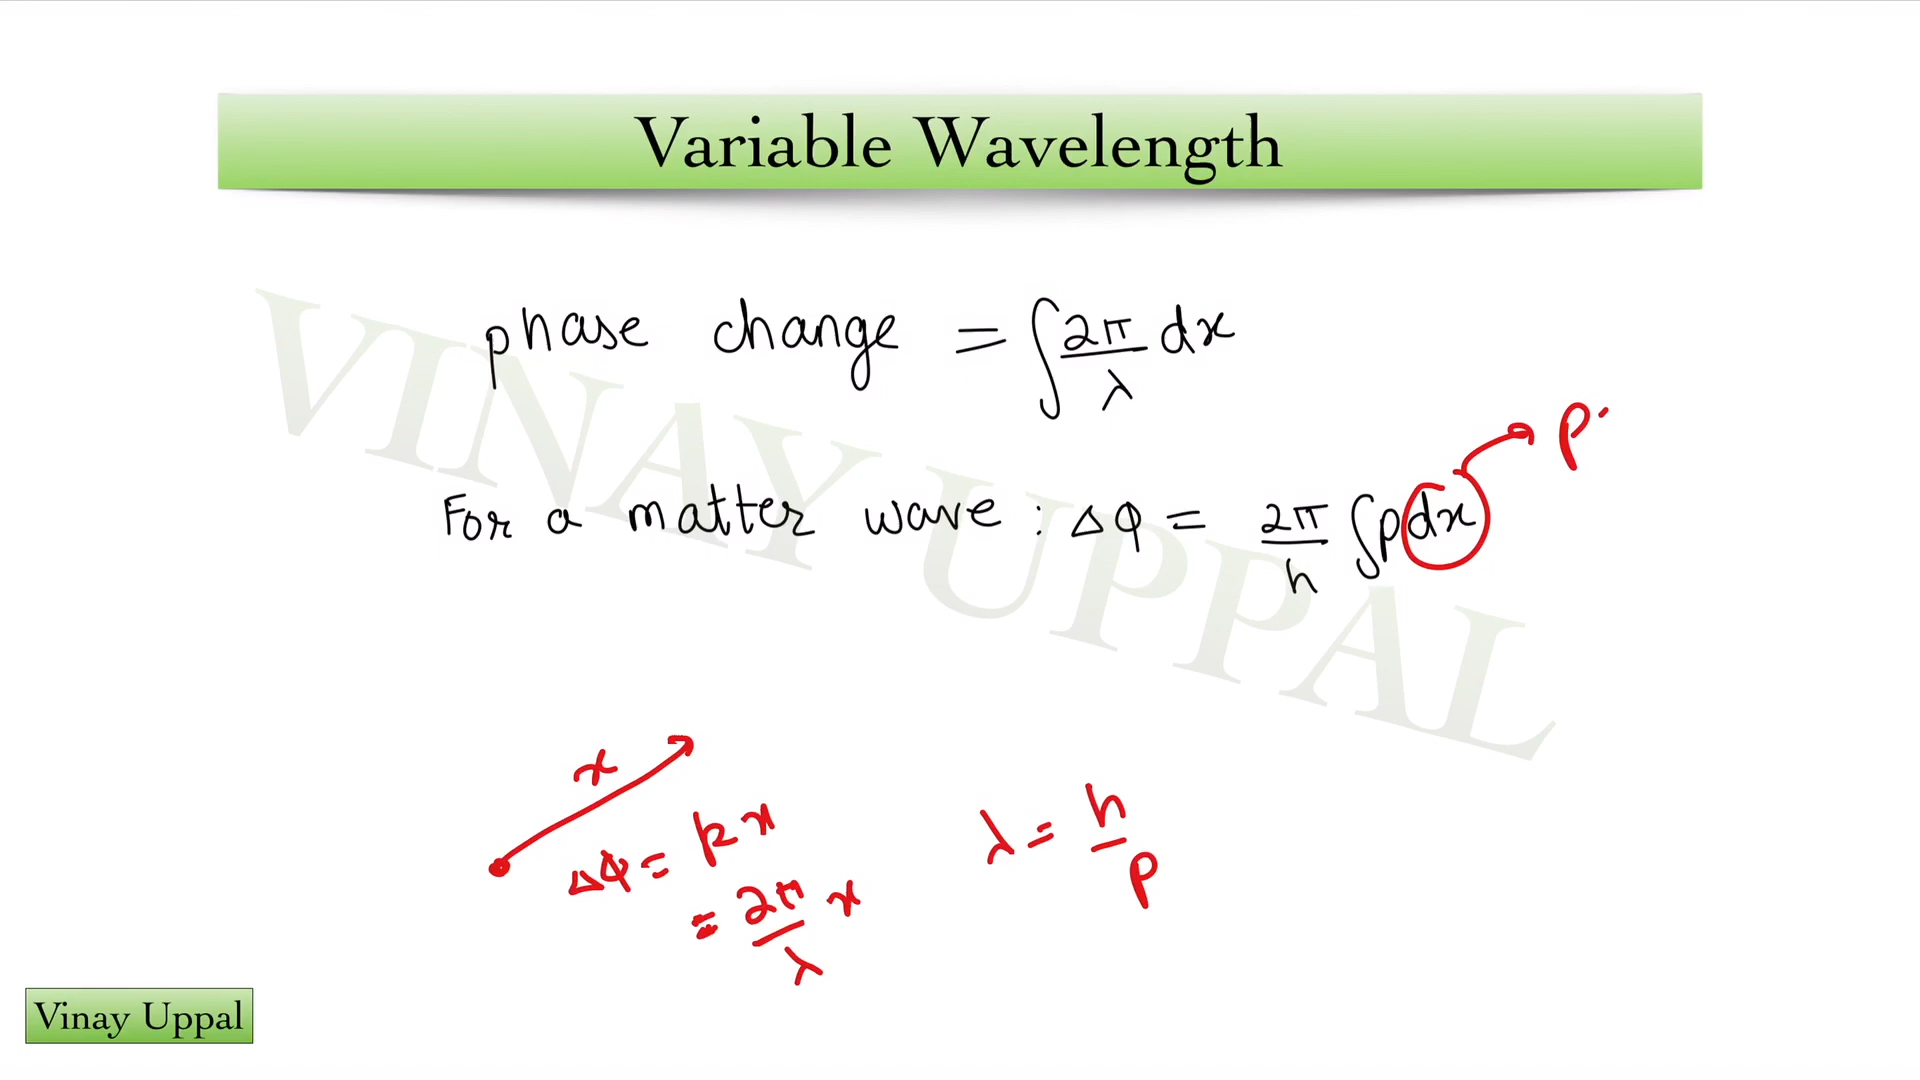 Variable Wavelength
phase change = ∫ 2π/λ dx
p.
For a matter wave : Δφ = 2π/h ∫ p dx
x
Δφ = kx
= 2π/λ x
λ = h/p
VINAY UPPAL
Vinay Uppal